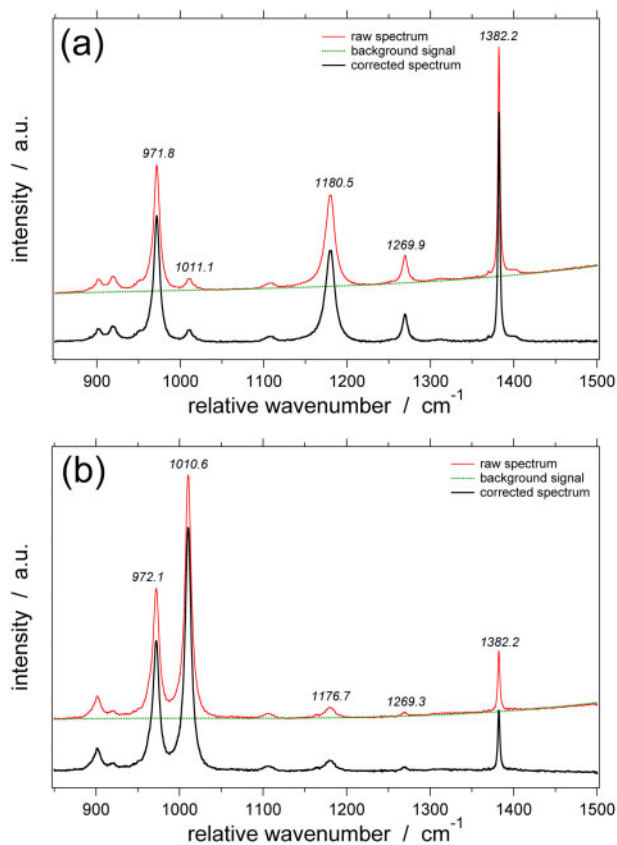 (a)
raw spectrum
background signal
corrected spectrum
1382.2
971.8
1180.5
1011.1
1269.9
intensity / a.u.
900 1000 1100 1200 1300 1400 1500
relative wavenumber / cm⁻¹
(b)
1010.6
raw spectrum
background signal
corrected spectrum
972.1
1382.2
1176.7
1269.3
intensity / a.u.
900 1000 1100 1200 1300 1400 1500
relative wavenumber / cm⁻¹